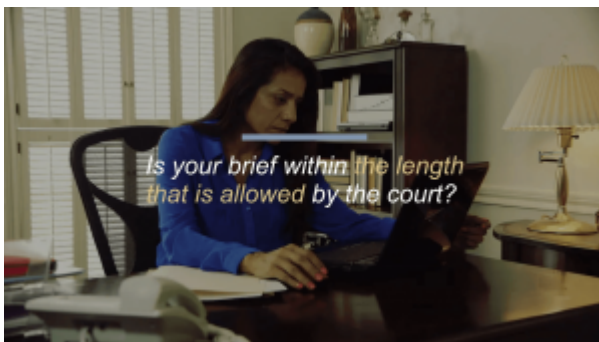 Is your brief within the length
that is allowed by the court?